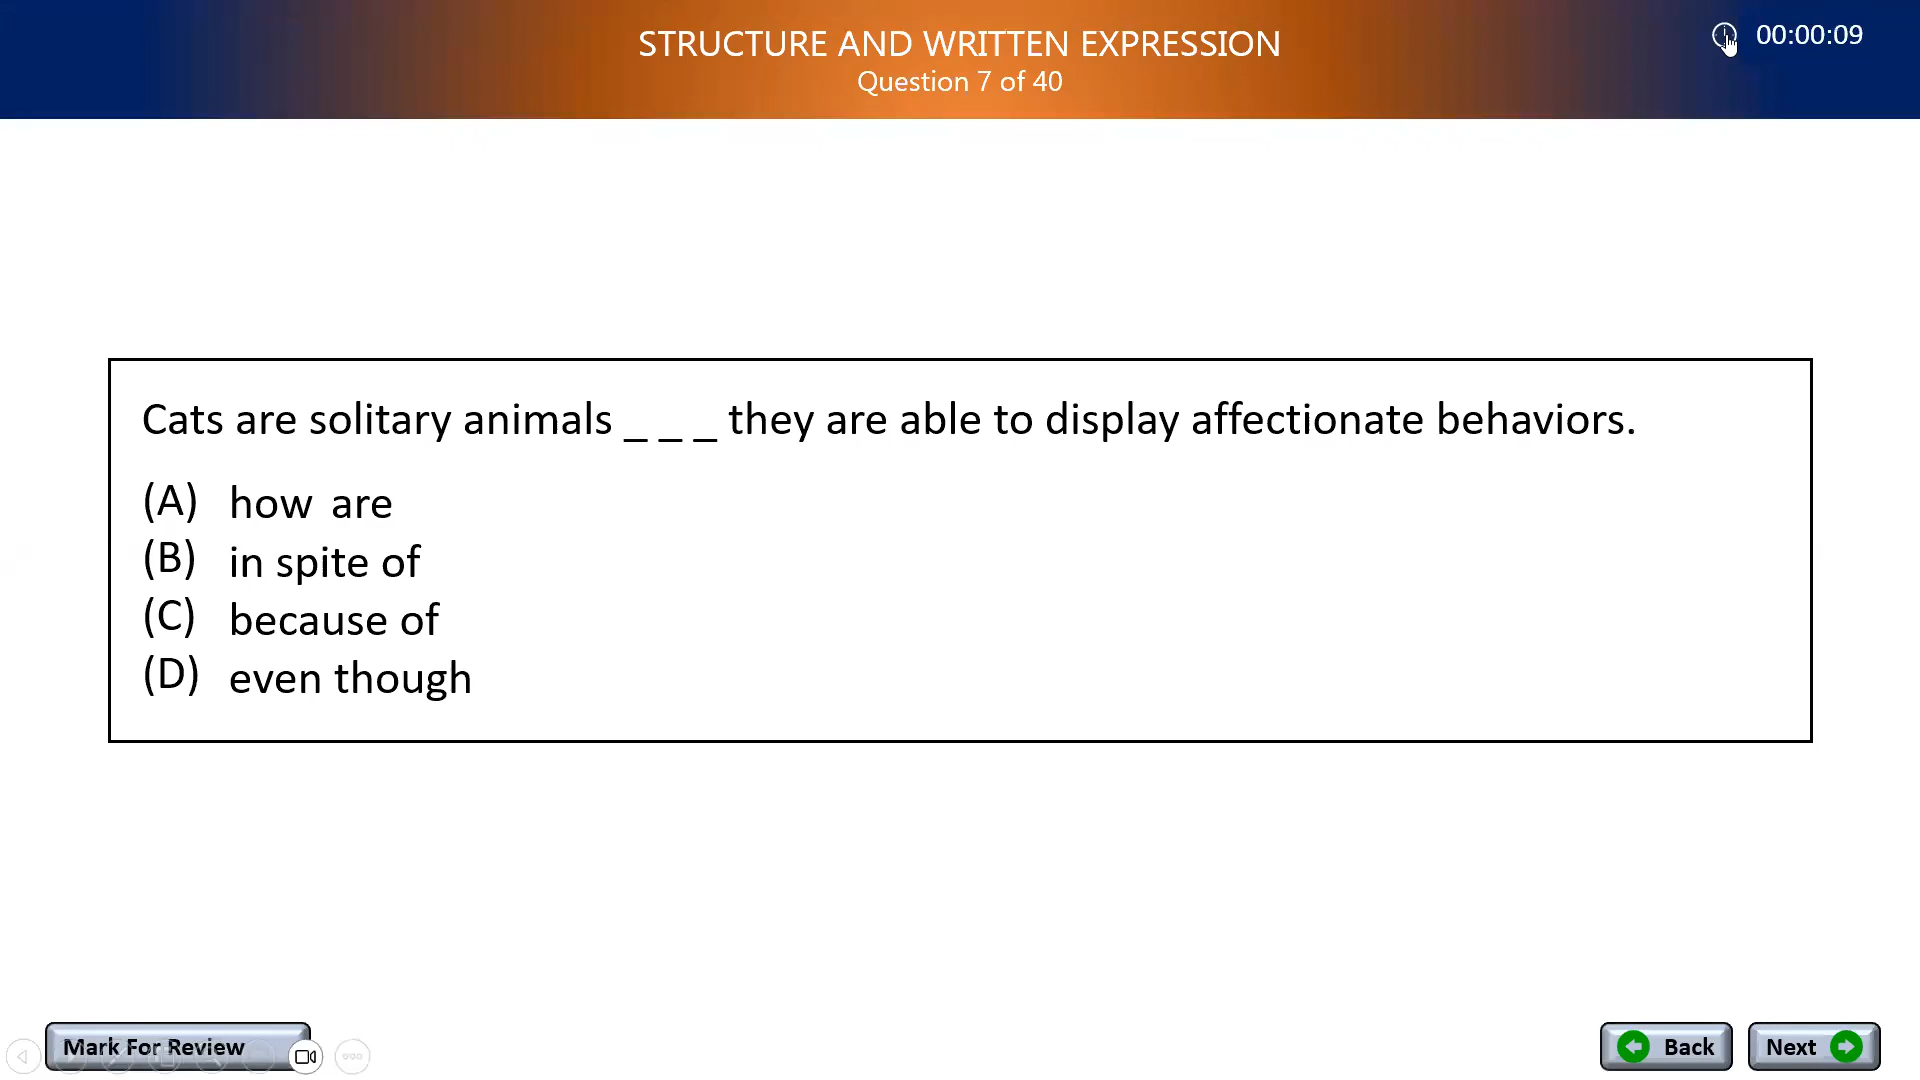 STRUCTURE AND WRITTEN EXPRESSION
Question 7 of 40
00:00:09
Cats are solitary animals _ _ _ they are able to display affectionate behaviors.
(A) how are
(B) in spite of
(C) because of
(D) even though
Mark For Review
Back
Next